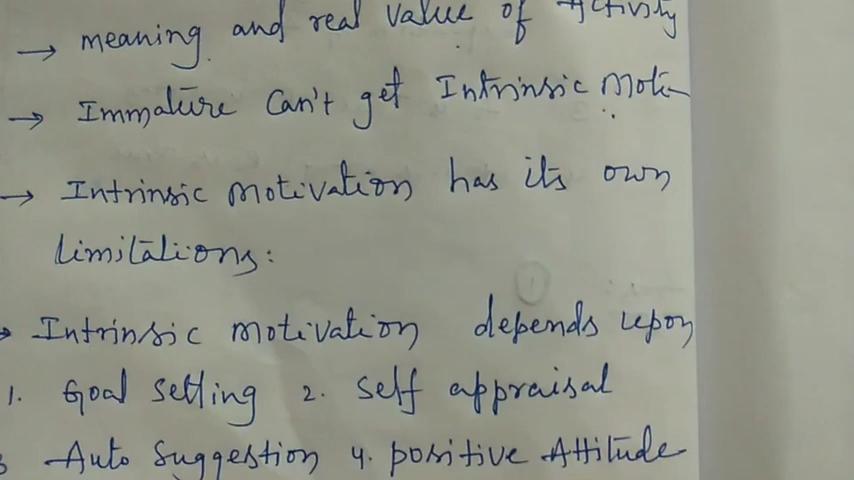 → meaning and real value of Activity
→ Immature can't get Intrinsic Moti-
→ Intrinsic motivation has its own
limitations:
→ Intrinsic motivation depends upon
1. Goal Setting 2. Self appraisal
3 Auto Suggestion 4. positive Attitude